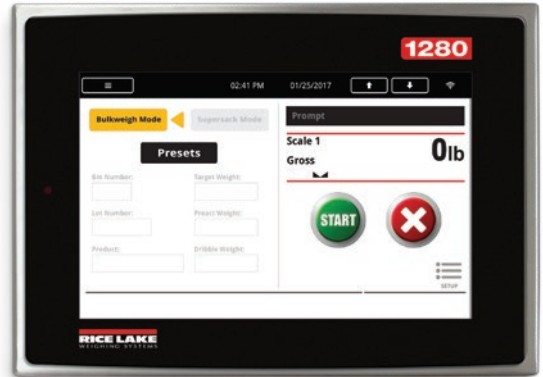 1280
02:41 PM 01/25/2017
Bulkweigh Mode Supersack Mode
Presets
Bin Number: Target Weight:
Lot Number: Preact Weight:
Product: Dribble Weight:
Prompt
Scale 1
Gross
0lb
START
SETUP
RICE LAKE
WEIGHING SYSTEMS